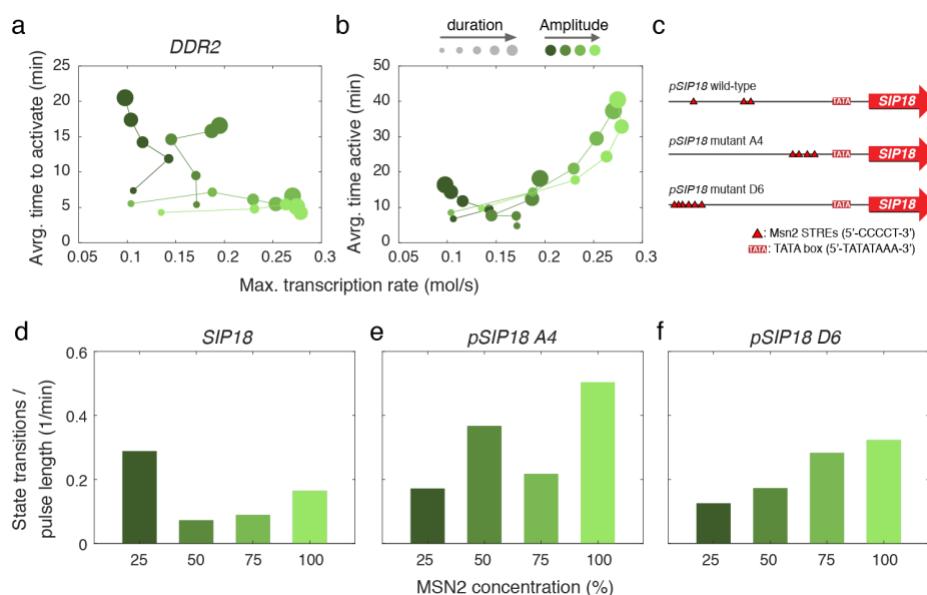 a
DDR2
Avrg. time to activate (min)
25
20
15
10
5
0
0.05
0.1
0.15
0.2
0.25
0.3
b
duration
Amplitude
Avrg. time active (min)
50
40
30
20
10
0
0.05
0.1
0.15
0.2
0.25
0.3
Max. transcription rate (mol/s)
c
pSIP18 wild-type
TATA
SIP18
pSIP18 mutant A4
TATA
SIP18
pSIP18 mutant D6
TATA
SIP18
: Msn2 STREs (5'-CCCCT-3')
TATA : TATA box (5'-TATATAAA-3')
d
SIP18
State transitions /
pulse length (1/min)
0.6
0.4
0.2
0
25
50
75
100
e
pSIP18 A4
25
50
75
100
f
pSIP18 D6
25
50
75
100
MSN2 concentration (%)